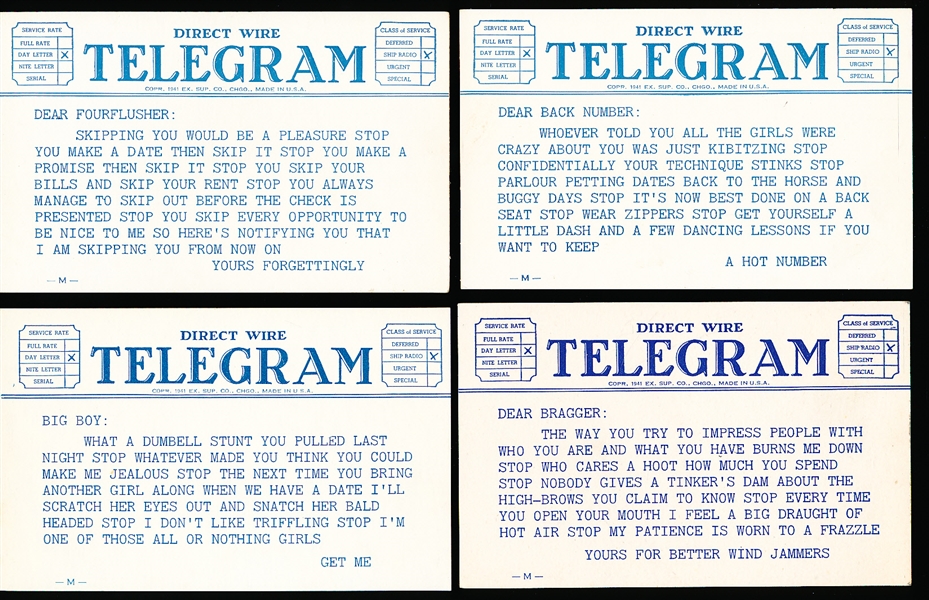 SERVICE RATE
FULL RATE
DAY LETTER X
NITE LETTER
SERIAL
DIRECT WIRE
TELEGRAM
COPR. 1941 EX. SUP. CO., CHGO., MADE IN U.S.A.
CLASS of SERVICE
DEFERRED
SHIP RADIO X
URGENT
SPECIAL
DEAR FOURFLUSHER:
SKIPPING YOU WOULD BE A PLEASURE STOP
YOU MAKE A DATE THEN SKIP IT STOP YOU MAKE A
PROMISE THEN SKIP IT STOP YOU SKIP YOUR
BILLS AND SKIP YOUR RENT STOP YOU ALWAYS
MANAGE TO SKIP OUT BEFORE THE CHECK IS
PRESENTED STOP YOU SKIP EVERY OPPORTUNITY TO
BE NICE TO ME SO HERE'S NOTIFYING YOU THAT
I AM SKIPPING YOU FROM NOW ON
YOURS FORGETTINGLY
—M—
SERVICE RATE
FULL RATE
DAY LETTER X
NITE LETTER
SERIAL
DIRECT WIRE
TELEGRAM
COPR. 1941 EX. SUP. CO., CHGO., MADE IN U.S.A.
CLASS of SERVICE
DEFERRED
SHIP RADIO X
URGENT
SPECIAL
DEAR BACK NUMBER:
WHOEVER TOLD YOU ALL THE GIRLS WERE
CRAZY ABOUT YOU WAS JUST KIBITZING STOP
CONFIDENTIALLY YOUR TECHNIQUE STINKS STOP
PARLOUR PETTING DATES BACK TO THE HORSE AND
BUGGY DAYS STOP IT'S NOW BEST DONE ON A BACK
SEAT STOP WEAR ZIPPERS STOP GET YOURSELF A
LITTLE DASH AND A FEW DANCING LESSONS IF YOU
WANT TO KEEP
A HOT NUMBER
—M—
SERVICE RATE
FULL RATE
DAY LETTER X
NITE LETTER
SERIAL
DIRECT WIRE
TELEGRAM
COPR. 1941 EX. SUP. CO., CHGO., MADE IN U.S.A.
CLASS of SERVICE
DEFERRED
SHIP RADIO X
URGENT
SPECIAL
BIG BOY:
WHAT A DUMBELL STUNT YOU PULLED LAST
NIGHT STOP WHATEVER MADE YOU THINK YOU COULD
MAKE ME JEALOUS STOP THE NEXT TIME YOU BRING
ANOTHER GIRL ALONG WHEN WE HAVE A DATE I'LL
SCRATCH HER EYES OUT AND SNATCH HER BALD
HEADED STOP I DON'T LIKE TRIFFLING STOP I'M
ONE OF THOSE ALL OR NOTHING GIRLS
GET ME
—M—
SERVICE RATE
FULL RATE
DAY LETTER X
NITE LETTER
SERIAL
DIRECT WIRE
TELEGRAM
COPR. 1941 EX. SUP. CO., CHGO., MADE IN U.S.A.
CLASS of SERVICE
DEFERRED
SHIP RADIO X
URGENT
SPECIAL
DEAR BRAGGER:
THE WAY YOU TRY TO IMPRESS PEOPLE WITH
WHO YOU ARE AND WHAT YOU HAVE BURNS ME DOWN
STOP WHO CARES A HOOT HOW MUCH YOU SPEND
STOP NOBODY GIVES A TINKER'S DAM ABOUT THE
HIGH-BROWS YOU CLAIM TO KNOW STOP EVERY TIME
YOU OPEN YOUR MOUTH I FEEL A BIG DRAUGHT OF
HOT AIR STOP MY PATIENCE IS WORN TO A FRAZZLE
YOURS FOR BETTER WIND JAMMERS
—M—